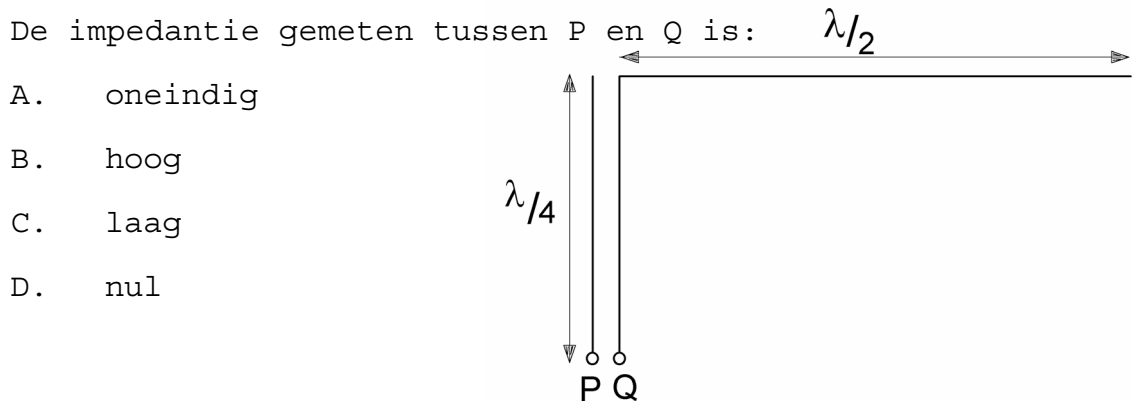 De impedantie gemeten tussen P en Q is:
λ/2
A. oneindig
B. hoog
C. laag
D. nul
λ/4
P Q